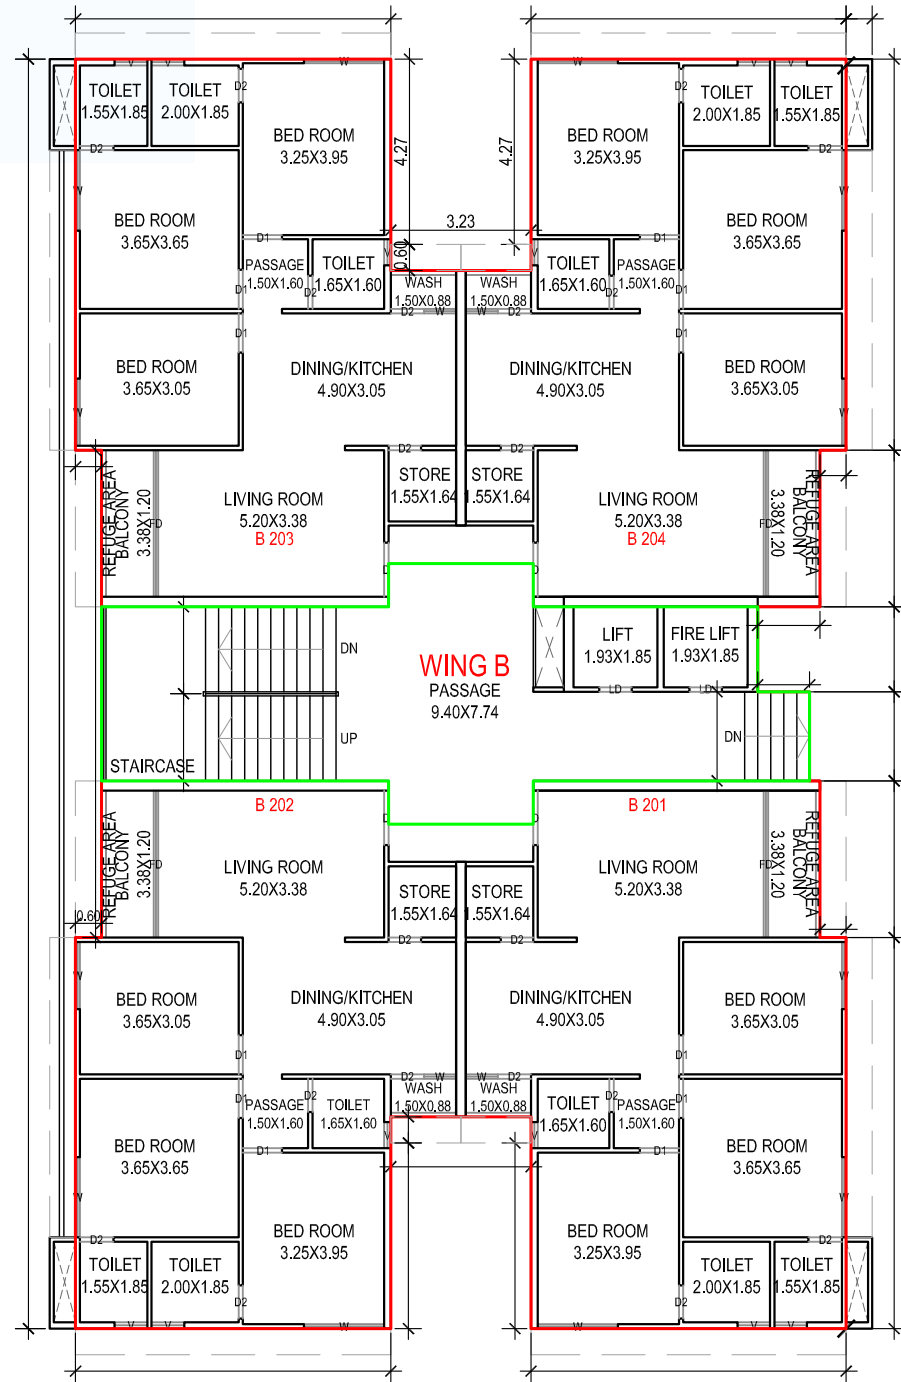 TOILET
1.55X1.85
TOILET
2.00X1.85
D2
BED ROOM
3.25X3.95
W
V
V
4.27
4.27
W
BED ROOM
3.25X3.95
D2
TOILET
2.00X1.85
TOILET
1.55X1.85
V
V
D2
D2
W
BED ROOM
3.65X3.65
3.23
BED ROOM
3.65X3.65
W
D1
D1
0.60
PASSAGE
1.50X1.60
D2
TOILET
1.65X1.60
V
WASH
1.50X0.88
WASH
1.50X0.88
V
TOILET
1.65X1.60
D2
PASSAGE
1.50X1.60
D1
D1
D2
W
W
D2
D1
D1
BED ROOM
3.65X3.05
W
DINING/KITCHEN
4.90X3.05
DINING/KITCHEN
4.90X3.05
BED ROOM
3.65X3.05
W
D2
D2
REFUGE AREA
BALCONY
3.38X1.20
FD
LIVING ROOM
5.20X3.38
B 203
STORE
1.55X1.64
STORE
1.55X1.64
LIVING ROOM
5.20X3.38
B 204
FD
3.38X1.20
BALCONY
REFUGE AREA
D
D
DN
UP
STAIRCASE
WING B
PASSAGE
9.40X7.74
LIFT
1.93X1.85
FIRE LIFT
1.93X1.85
LD
LD
DN
B 202
B 201
D
D
REFUGE AREA
BALCONY
3.38X1.20
FD
LIVING ROOM
5.20X3.38
STORE
1.55X1.64
STORE
1.55X1.64
LIVING ROOM
5.20X3.38
FD
3.38X1.20
BALCONY
REFUGE AREA
0.60
D2
D2
W
BED ROOM
3.65X3.05
DINING/KITCHEN
4.90X3.05
DINING/KITCHEN
4.90X3.05
BED ROOM
3.65X3.05
W
D1
D1
D2
W
W
D2
D1
D1
PASSAGE
1.50X1.60
D2
TOILET
1.65X1.60
V
WASH
1.50X0.88
WASH
1.50X0.88
V
TOILET
1.65X1.60
D2
PASSAGE
1.50X1.60
D1
D1
BED ROOM
3.65X3.65
W
BED ROOM
3.65X3.65
W
D2
BED ROOM
3.25X3.95
BED ROOM
3.25X3.95
D2
TOILET
1.55X1.85
TOILET
2.00X1.85
D2
D2
TOILET
2.00X1.85
TOILET
1.55X1.85
V
V
W
W
V
V